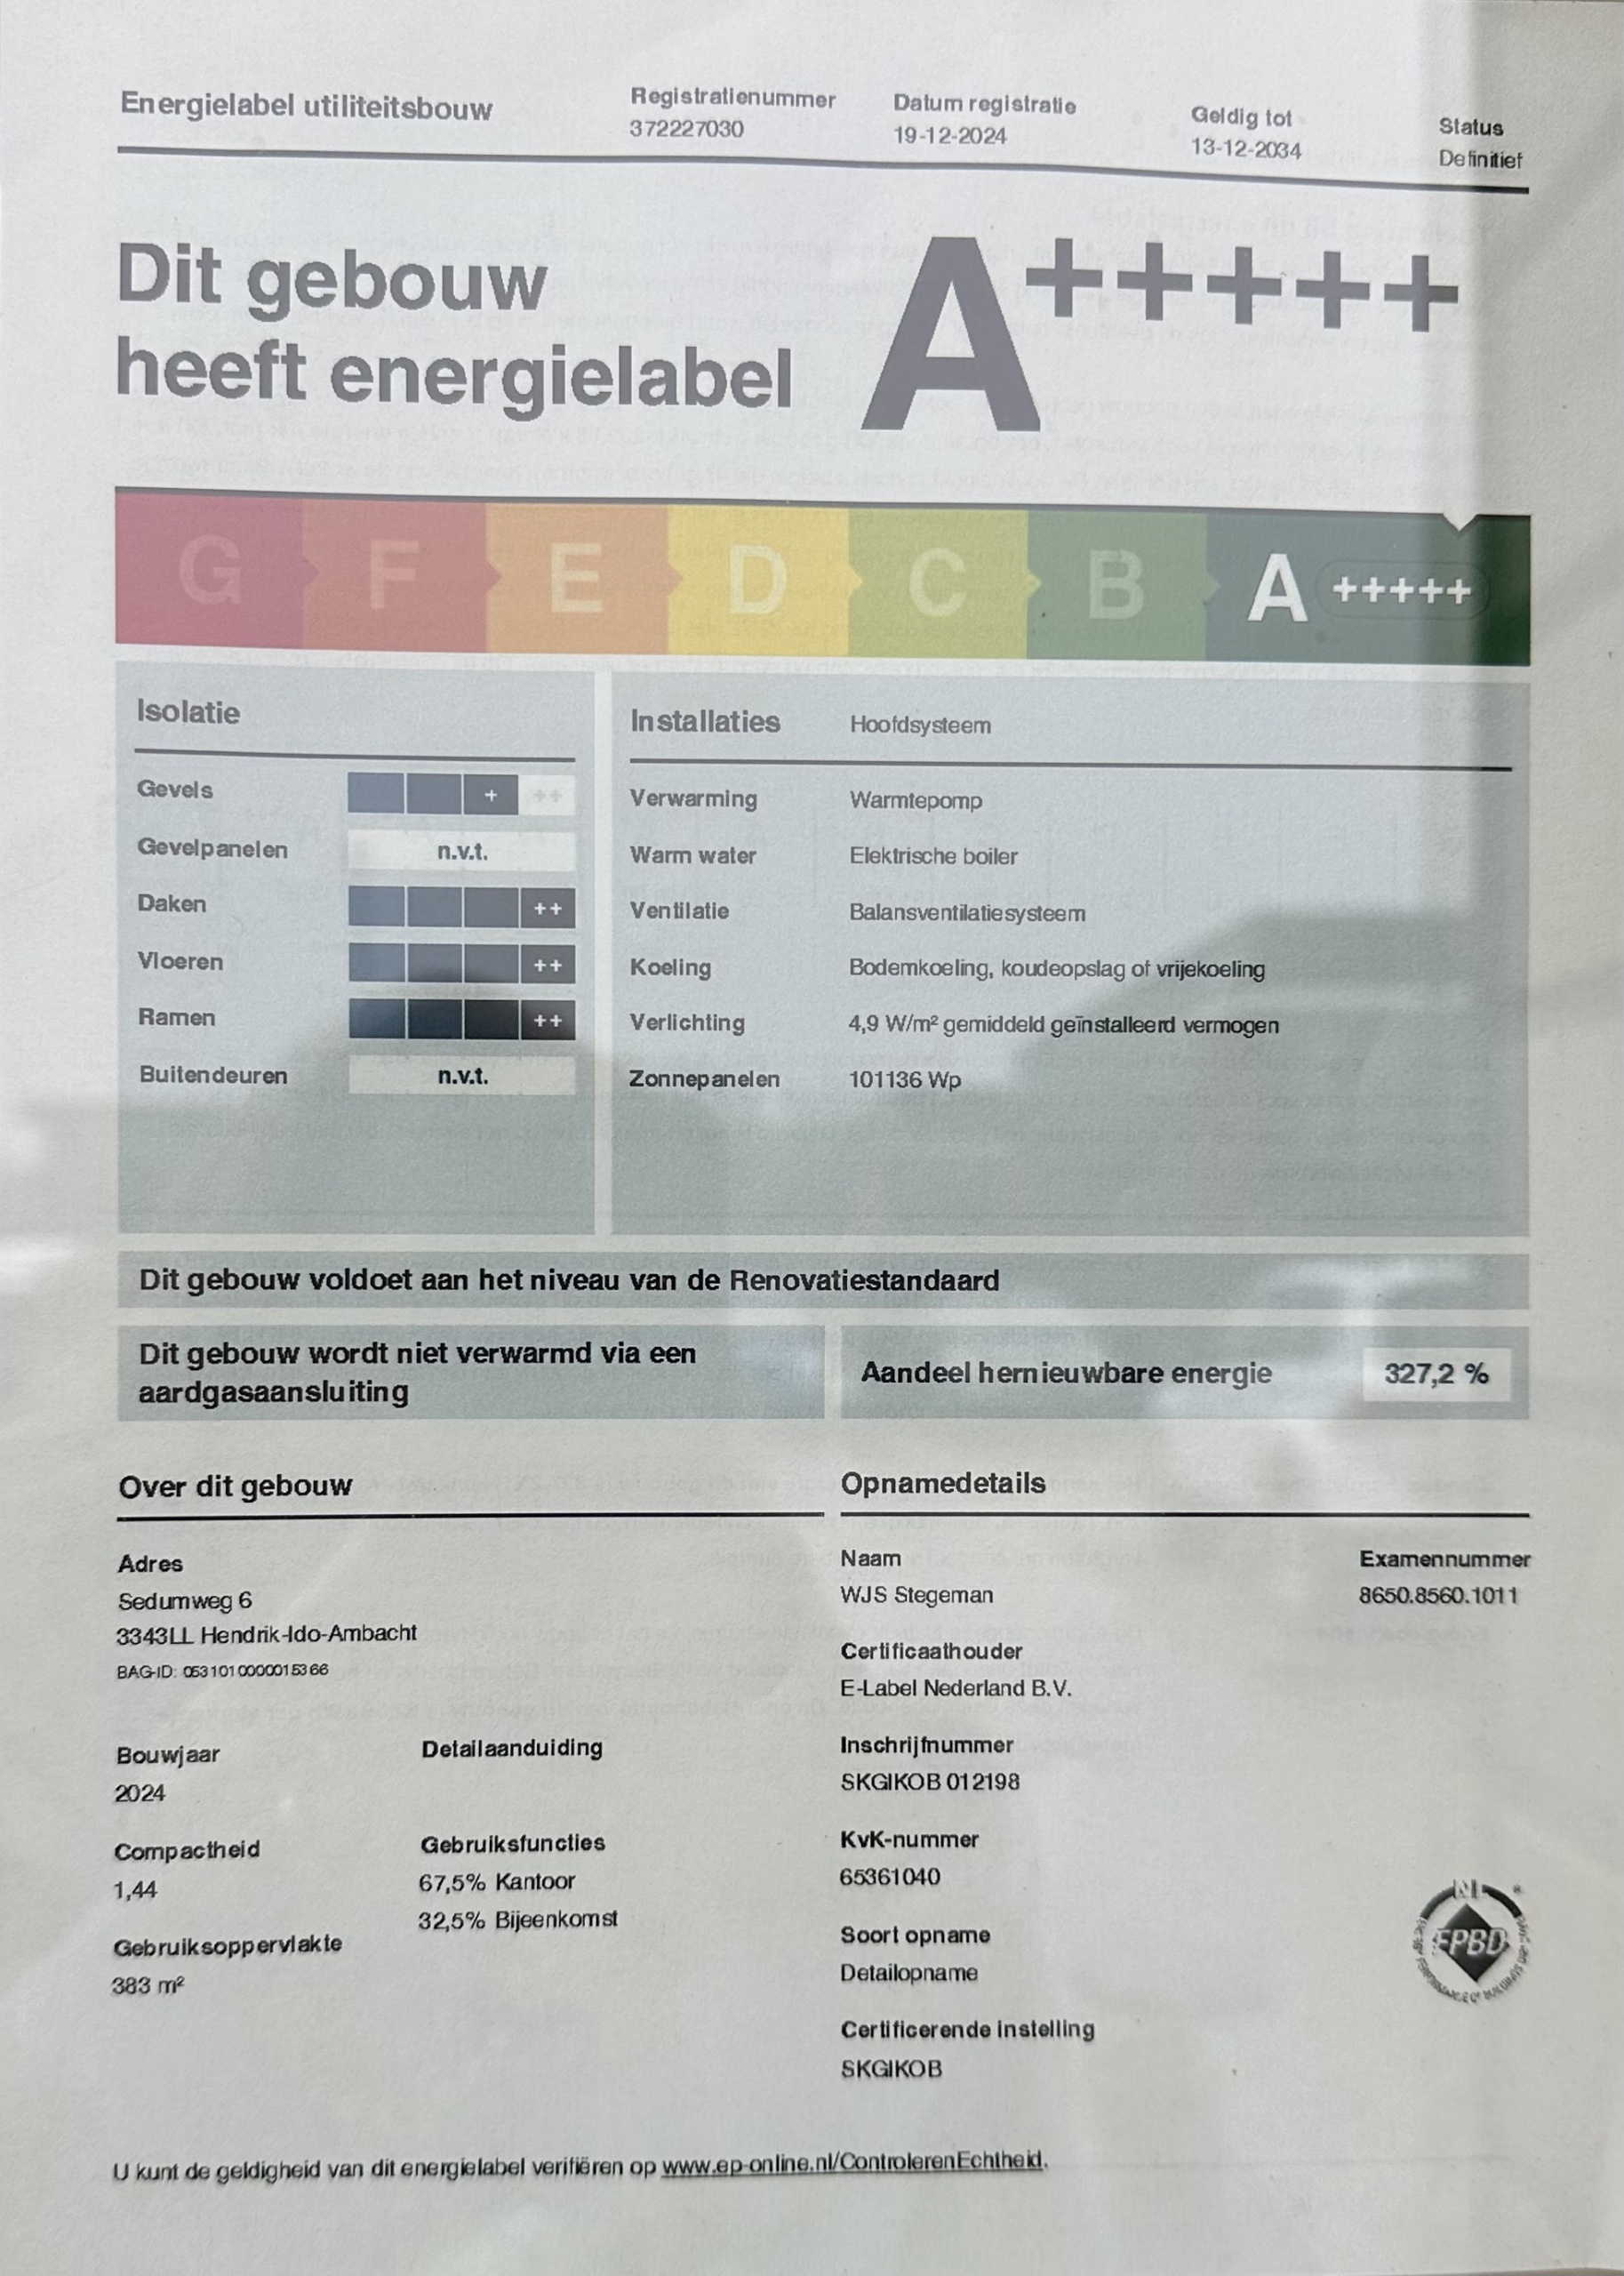 Energielabel utiliteitsbouw
Registratienummer
372227030
Datum registratie
19-12-2024
Geldig tot
13-12-2034
Status
Definitief
Dit gebouw
heeft energielabel
A+++++
G F E D C B A +++++
Isolatie
Gevels + ++
Gevelpanelen n.v.t.
Daken ++
Vloeren ++
Ramen ++
Buitendeuren n.v.t.
Installaties Hoofdsysteem
Verwarming Warmtepomp
Warm water Elektrische boiler
Ventilatie Balansventilatiesysteem
Koeling Bodemkoeling, koudeopslag of vrijekoeling
Verlichting 4,9 W/m² gemiddeld geïnstalleerd vermogen
Zonnepanelen 101136 Wp
Dit gebouw voldoet aan het niveau van de Renovatiestandaard
Dit gebouw wordt niet verwarmd via een
aardgasaansluiting
Aandeel hernieuwbare energie 327,2 %
Over dit gebouw
Adres
Sedumweg 6
3343LL Hendrik-Ido-Ambacht
BAG-ID: 0531010000015366
Bouwjaar
2024
Detailaanduiding
Compactheid
1,44
Gebruiksfuncties
67,5% Kantoor
32,5% Bijeenkomst
Gebruiksoppervlakte
383 m²
Opnamedetails
Naam
WJS Stegeman
Examennummer
8650.8560.1011
Certificaathouder
E-Label Nederland B.V.
Inschrijfnummer
SKGIKOB 012198
KvK-nummer
65361040
Soort opname
Detailopname
Certificerende instelling
SKGIKOB
NL
EPBD
U kunt de geldigheid van dit energielabel verifiëren op www.ep-online.nl/ControlerenEchtheid.